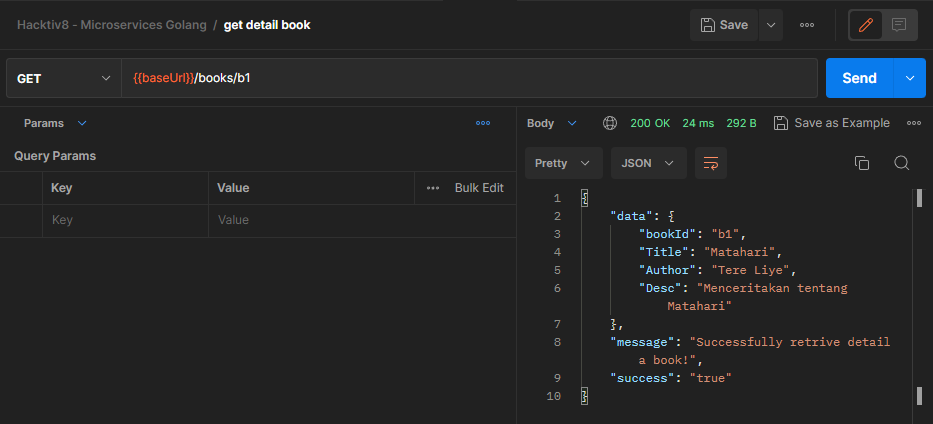 Hacktiv8 - Microservices Golang / get detail book
Save
GET
{{baseUrl}}/books/b1
Send
Params
Query Params
Key Value Bulk Edit
Key Value
Body 200 OK 24 ms 292 B Save as Example
Pretty JSON
1 {
2 "data": {
3 "bookId": "b1",
4 "Title": "Matahari",
5 "Author": "Tere Liye",
6 "Desc": "Menceritakan tentang
Matahari"
7 },
8 "message": "Successfully retrive detail
a book!",
9 "success": "true"
10 }